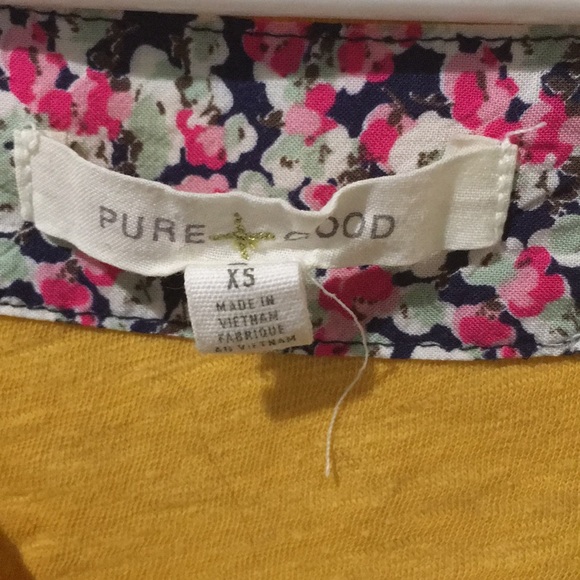 PURE + GOOD
XS
MADE IN
VIETNAM
FABRIQUE
AU VIETNAM